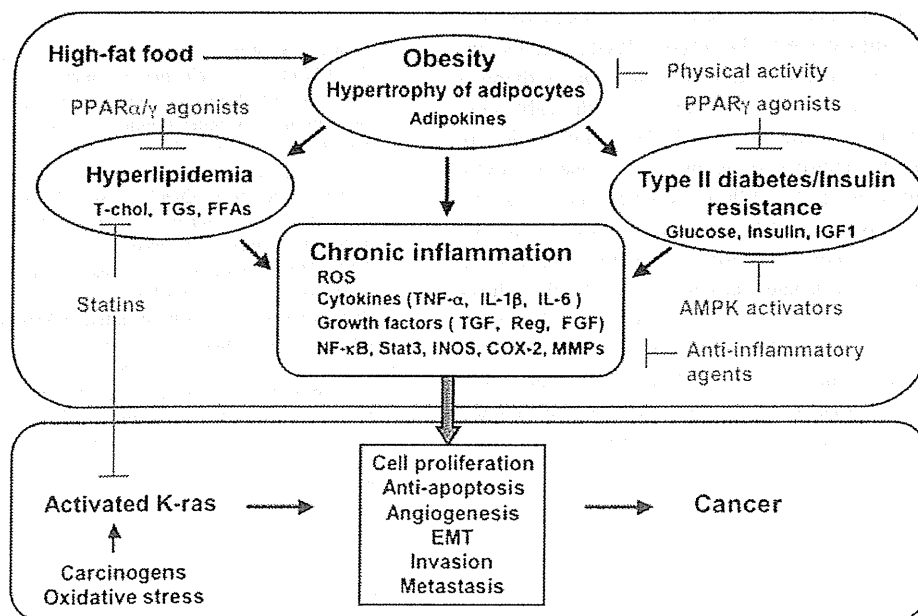 High-fat food
Obesity
Hypertrophy of adipocytes
Adipokines
Physical activity
PPARα/γ agonists
PPARγ agonists
Hyperlipidemia
T-chol, TGs, FFAs
Type II diabetes/Insulin
resistance
Glucose, Insulin, IGF1
Chronic inflammation
ROS
Cytokines (TNF-α, IL-1β, IL-6 )
Growth factors ( TGF, Reg, FGF)
NF-κB, Stat3, INOS, COX-2, MMPs
Statins
AMPK activators
Anti-inflammatory
agents
Cell proliferation
Anti-apoptosis
Angiogenesis
EMT
Invasion
Metastasis
Activated K-ras
Cancer
Carcinogens
Oxidative stress